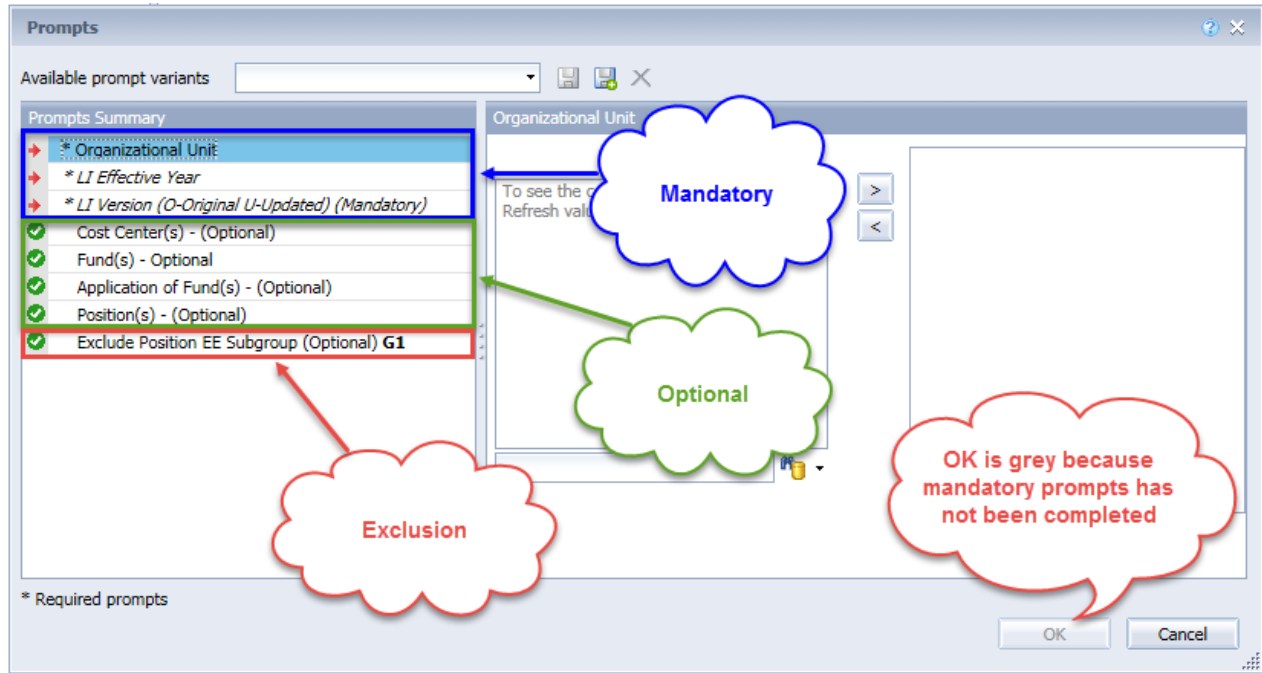 Prompts
Available prompt variants
Prompts Summary
Organizational Unit
* Organizational Unit
* LI Effective Year
* LI Version (O-Original U-Updated) (Mandatory)
Cost Center(s) - (Optional)
Fund(s) - Optional
Application of Fund(s) - (Optional)
Position(s) - (Optional)
Exclude Position EE Subgroup (Optional) G1
To see the
Refresh
>
<
Mandatory
Optional
Exclusion
OK is grey because
mandatory prompts has
not been completed
* Required prompts
OK
Cancel